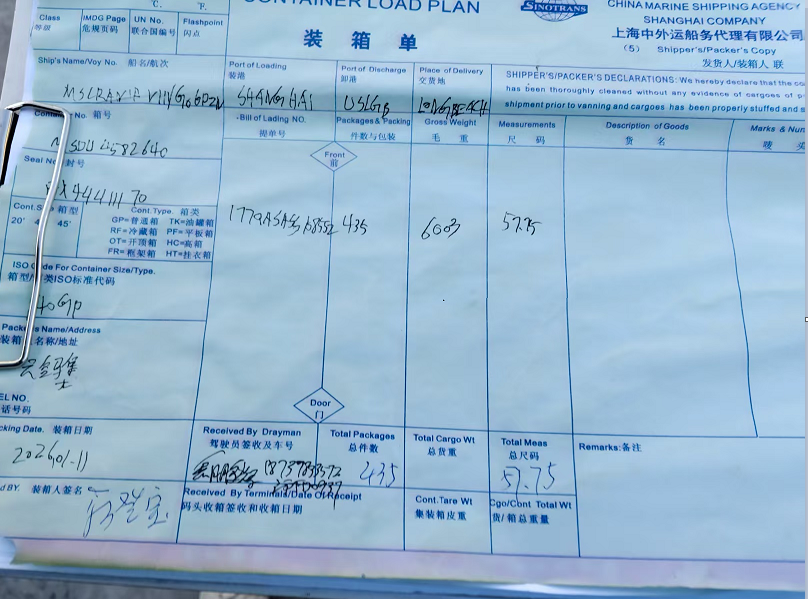 CONTAINER LOAD PLAN
装 箱 单
SINOTRANS
CHINA MARINE SHIPPING AGENCY
SHANGHAI COMPANY
上海中外运船务代理有限公司
(5) Shipper's/Packer's Copy
发货人/装箱人 联
Class
等级
IMDG Page
危规页码
UN No.
联合国编号
Flashpoint
闪点
℃.
℉.
Ship's Name/Voy No. 船名/航次
Port of Loading
装港
SHANGHAI
Port of Discharge
卸港
USLGB
Place of Delivery
交货地
LONGBEACH
SHIPPER'S/PACKER'S DECLARATIONS: We hereby declare that the
has been thoroughly cleaned without any evidence of cargoes of
shipment prior to vanning and cargoes has been properly stuffed and
Container No. 箱号
4582640
Seal No. 封号
X4441170
Cont.Size 箱型
20' 45'
Cont.Type. 箱类
GP=普通箱 TK=油罐箱
RF=冷藏箱 PF=平板箱
OT=开顶箱 HC=高箱
FR=框架箱 HT=挂衣箱
ISO Code For Container Size/Type.
箱型/箱类ISO标准代码
40GP
Packer's Name/Address
装箱人名称/地址
TEL NO.
电话号码
Packing Date. 装箱日期
2026.01.11
Packed BY. 装箱人签名
Bill of Lading NO.
提单号
Packages & Packing
件数与包装
Gross Weight
毛 重
Measurements
尺 码
Description of Goods
货 名
Marks & Num
唛 头
Front
前
435
6003
57.75
Door
门
Received By Drayman
驾驶员签收及车号
Total Packages
总件数
435
Total Cargo Wt
总货重
Total Meas
总尺码
57.75
Remarks:备注
Received By Terminals/Date Of Receipt
码头收箱签收和收箱日期
Cont.Tare Wt
集装箱皮重
Cgo/Cont Total Wt
货/箱总重量